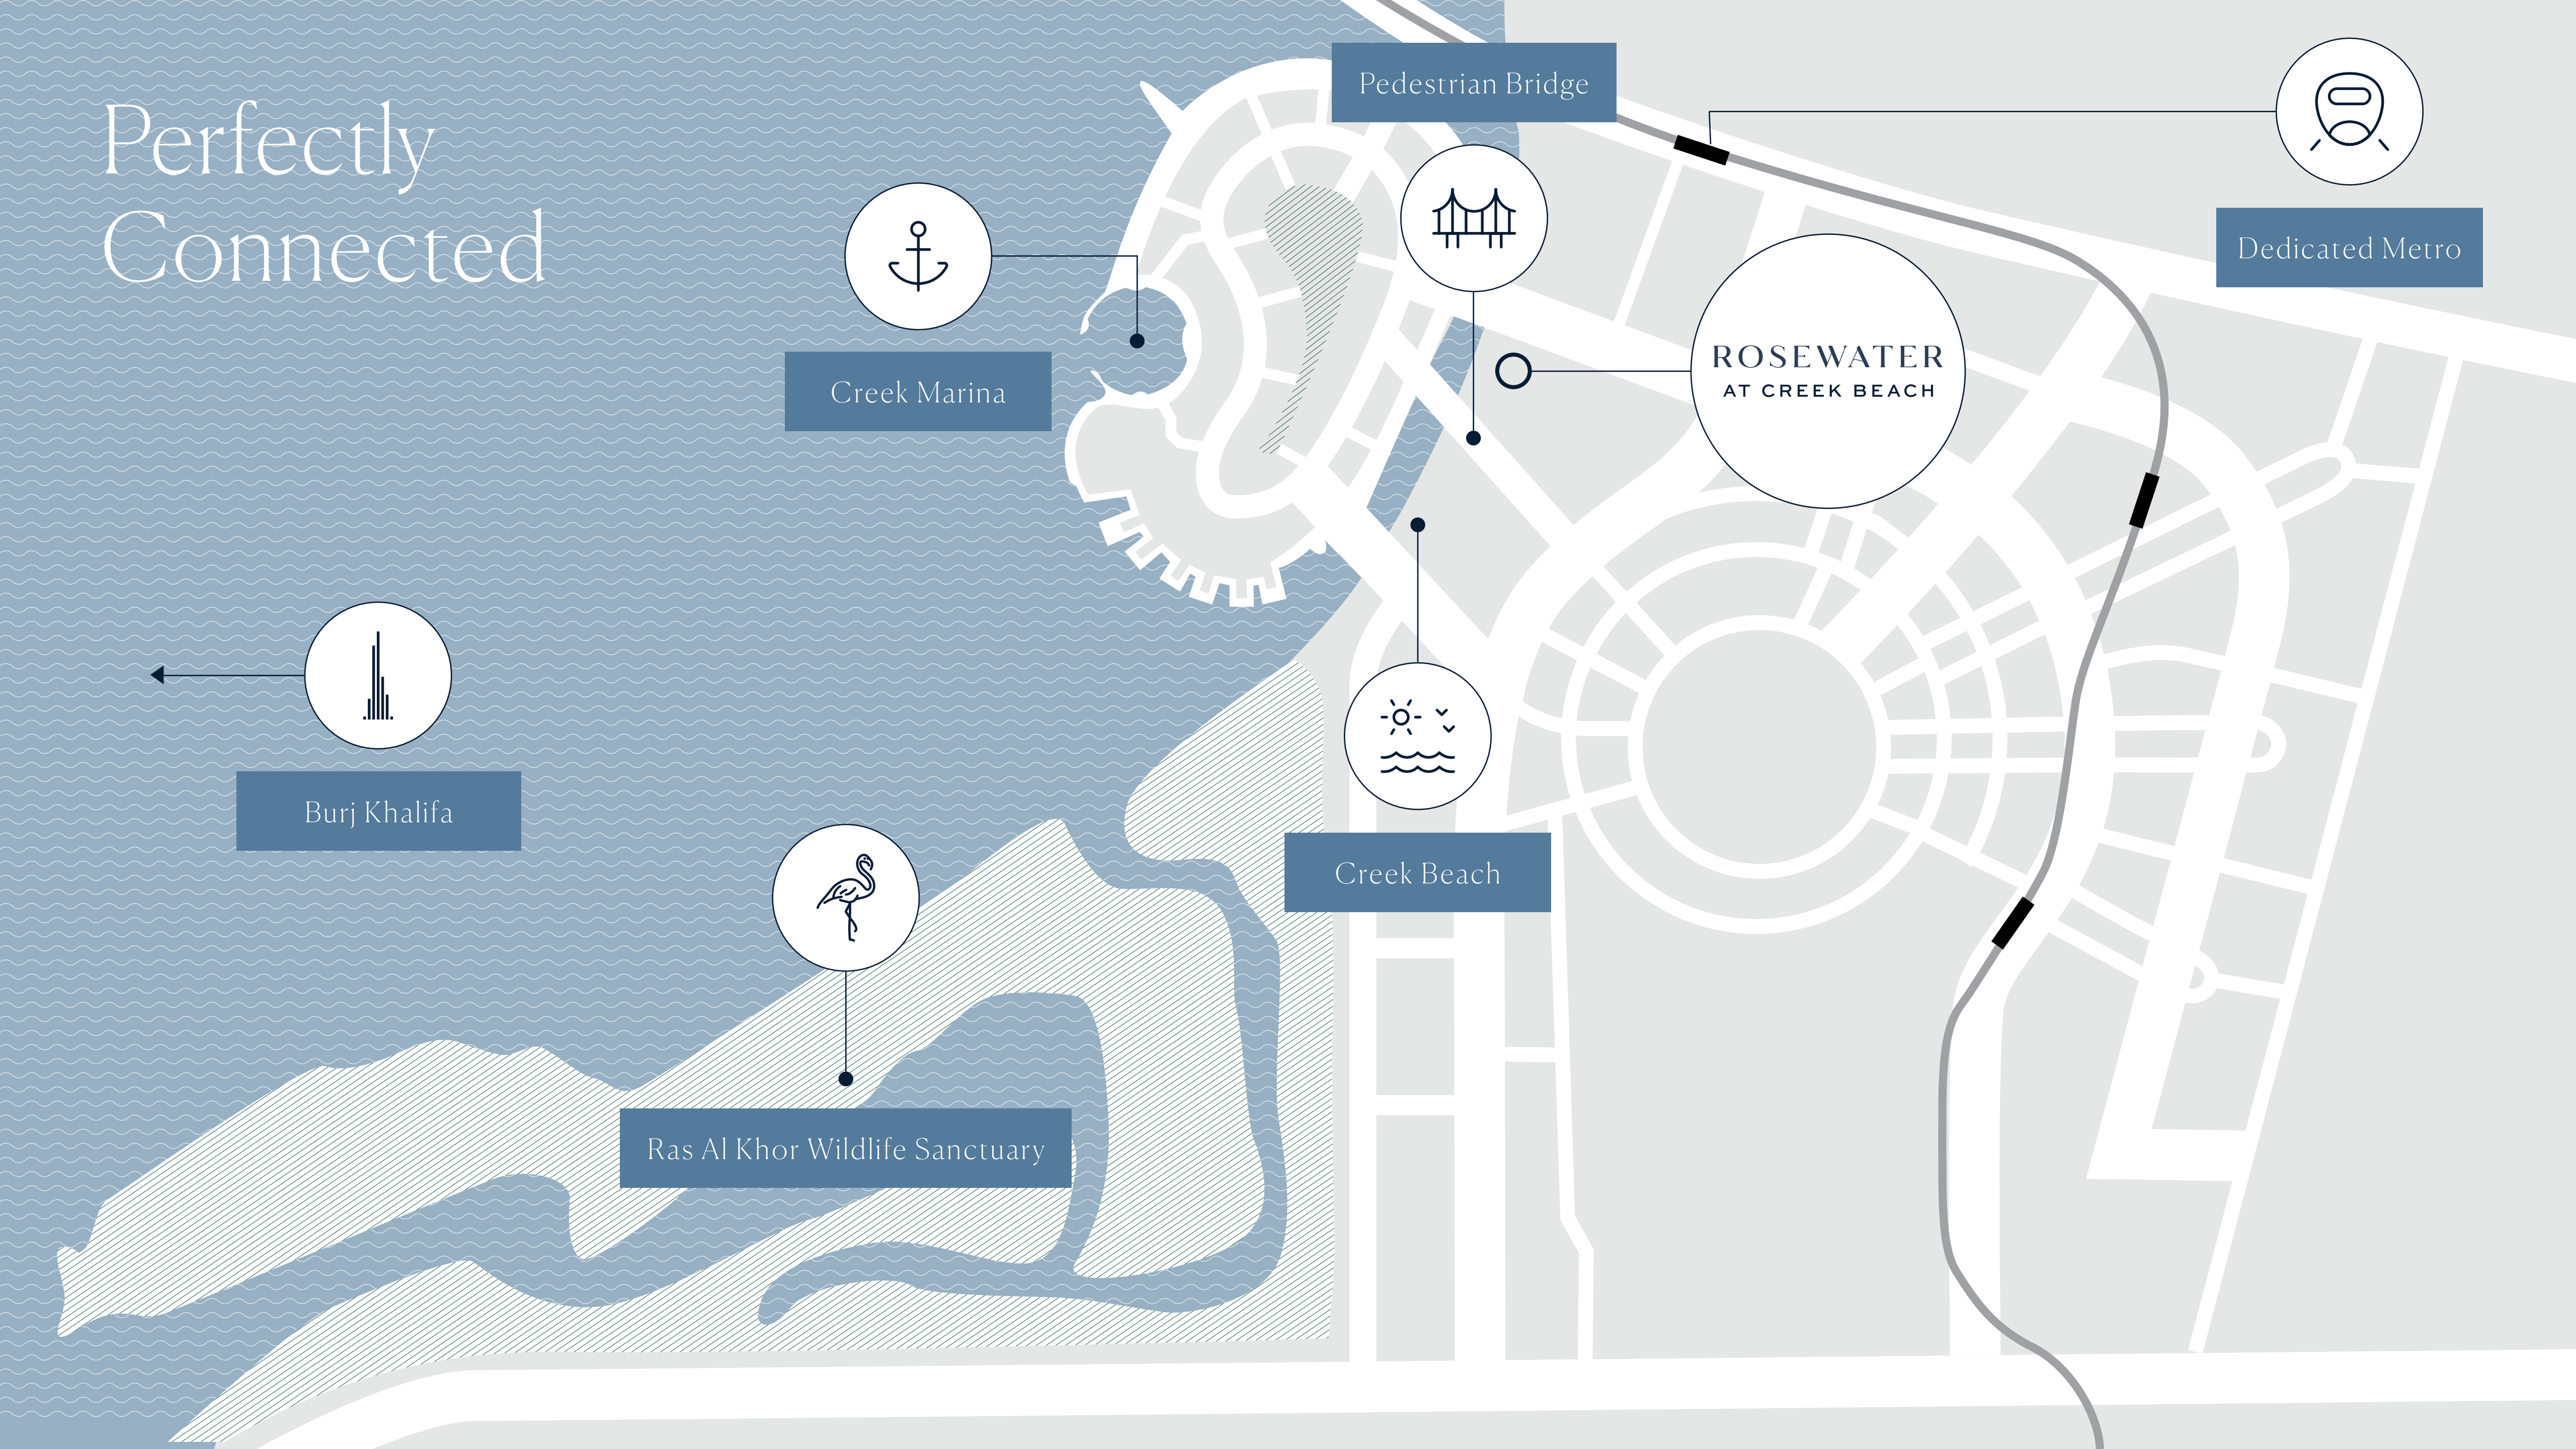 Perfectly
Connected
Pedestrian Bridge
Dedicated Metro
Creek Marina
ROSEWATER
AT CREEK BEACH
Burj Khalifa
Creek Beach
Ras Al Khor Wildlife Sanctuary